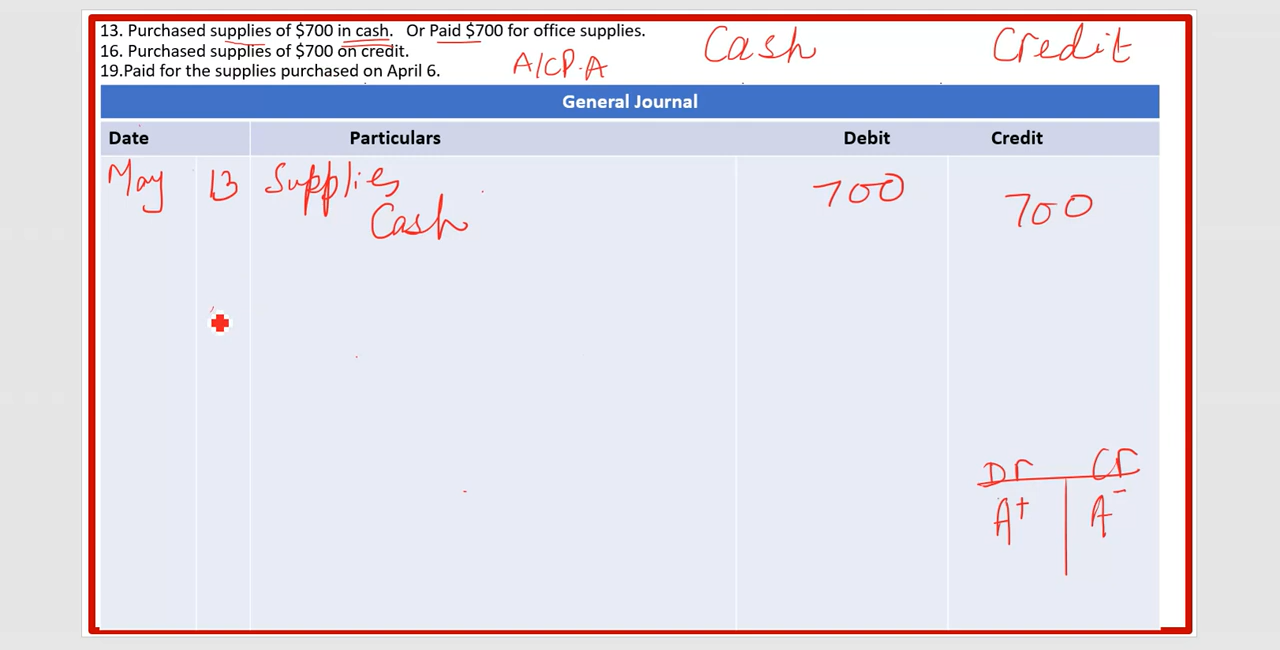 13. Purchased supplies of $700 in cash. Or Paid $700 for office supplies.
16. Purchased supplies of $700 on credit.
19.Paid for the supplies purchased on April 6.
A/CP.A
Cash
Credit
General Journal
Date Particulars Debit Credit
May 13 Supplies 700
Cash 700
Dr Cr
A+ A-